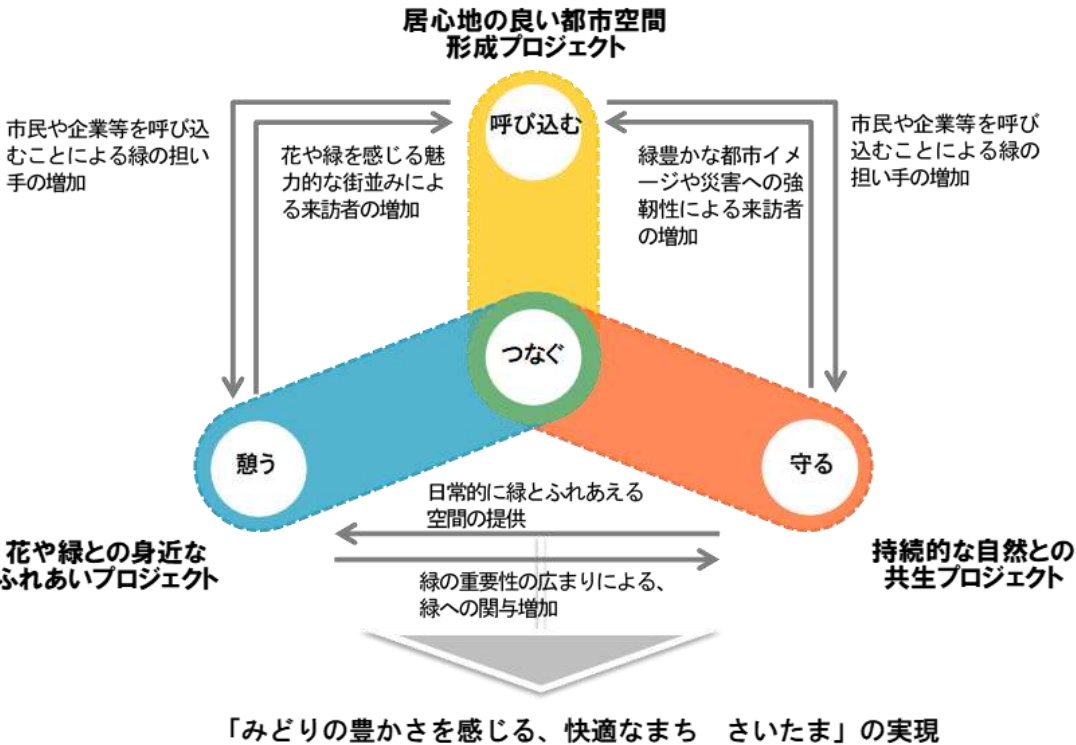 居心地の良い都市空間
形成プロジェクト
呼び込む
市民や企業等を呼び込
むことによる緑の担い
手の増加
花や緑を感じる魅
力的な街並みによ
る来訪者の増加
緑豊かな都市イメ
ージや災害への強
靭性による来訪者
の増加
市民や企業等を呼び
込むことによる緑の
担い手の増加
つなぐ
憩う
守る
日常的に緑とふれあえる
空間の提供
花や緑との身近な
ふれあいプロジェクト
持続的な自然との
共生プロジェクト
緑の重要性の広まりによる、
緑への関与増加
「みどりの豊かさを感じる、快適なまち　さいたま」の実現